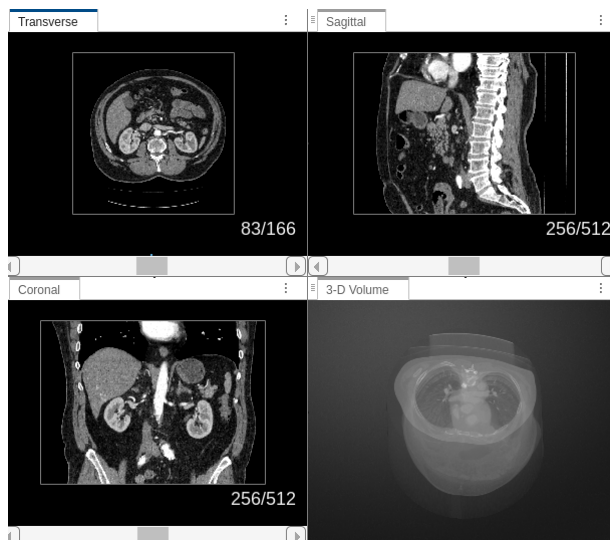 Transverse
Sagittal
83/166
256/512
Coronal
3-D Volume
256/512